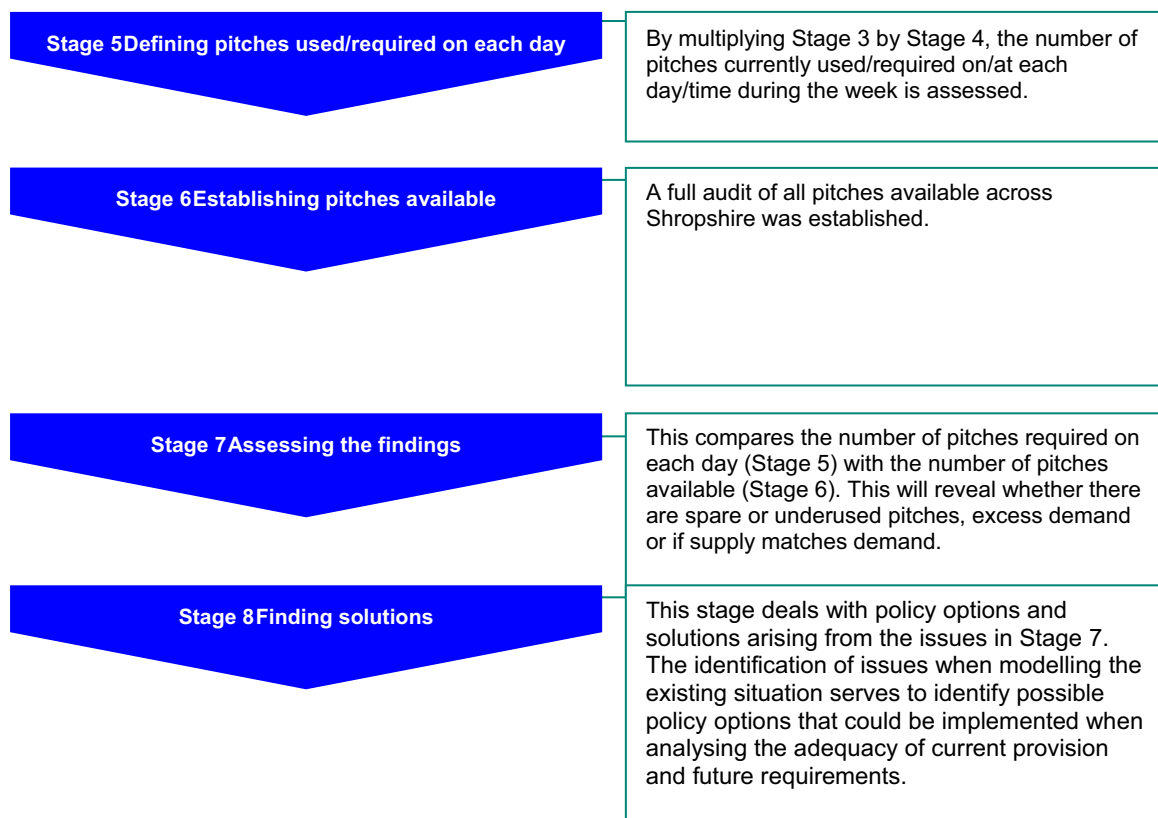 Stage 5Defining pitches used/required on each day
By multiplying Stage 3 by Stage 4, the number of
pitches currently used/required on/at each
day/time during the week is assessed.
Stage 6Establishing pitches available
A full audit of all pitches available across
Shropshire was established.
Stage 7Assessing the findings
This compares the number of pitches required on
each day (Stage 5) with the number of pitches
available (Stage 6). This will reveal whether there
are spare or underused pitches, excess demand
or if supply matches demand.
Stage 8Finding solutions
This stage deals with policy options and
solutions arising from the issues in Stage 7.
The identification of issues when modelling the
existing situation serves to identify possible
policy options that could be implemented when
analysing the adequacy of current provision
and future requirements.